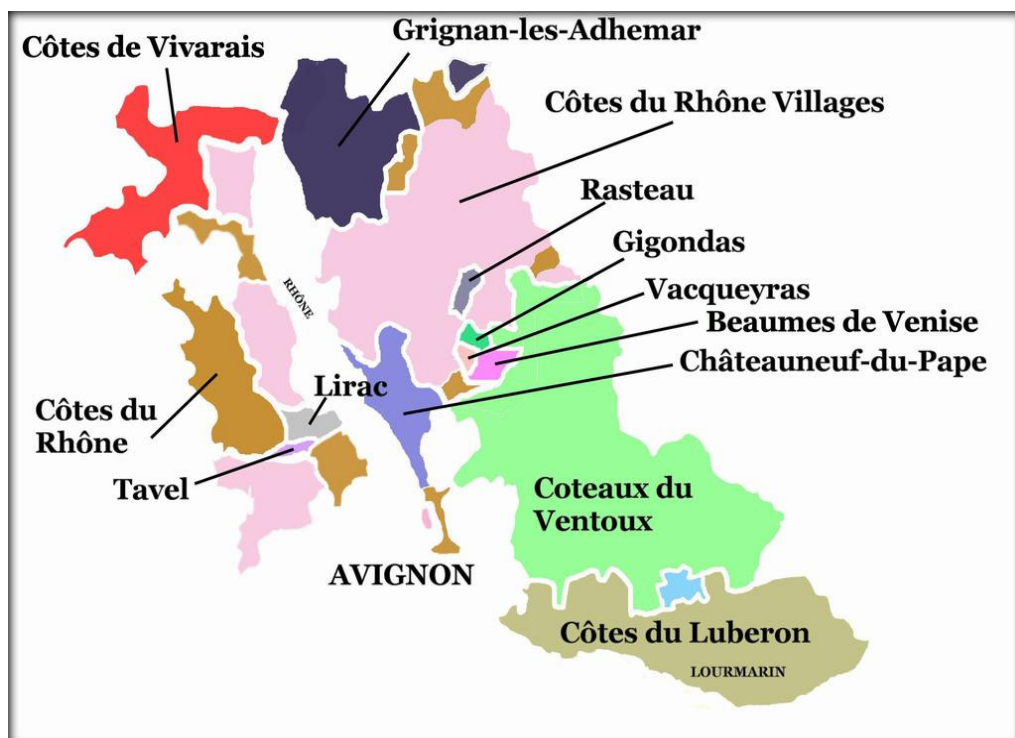 Grignan-les-Adhemar
Côtes de Vivarais
Côtes du Rhône Villages
Rasteau
Gigondas
Vacqueyras
RHÔNE
Beaumes de Venise
Châteauneuf-du-Pape
Lirac
Côtes du
Rhône
Tavel
Coteaux du
Ventoux
AVIGNON
Côtes du Luberon
LOURMARIN